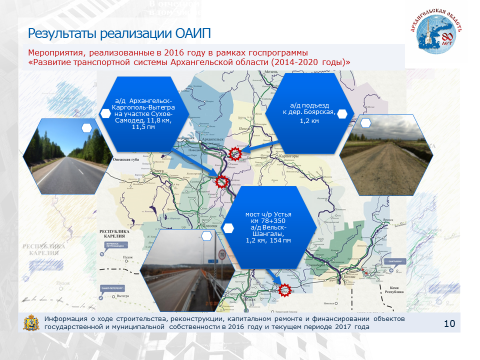 Результаты реализации ОАИП
АРХАНГЕЛЬСКАЯ ОБЛАСТЬ
80
ЛЕТ
Мероприятия, реализованные в 2016 году в рамках госпрограммы
«Развитие транспортной системы Архангельской области (2014-2020 годы)»
а/д Архангельск-
Каргополь-Вытегра
на участке Сухое-
Самодед, 11,8 км,
11,5 пм
а/д подъезд
к дер. Боярская,
1,2 км
мост ч/р Устья
км 78+350
а/д Вельск-
Шангалы,
1,2 км, 154 пм
РЕСПУБЛИКА
КАРЕЛИЯ
РЕСПУБЛИКА
КАРЕЛИЯ
Информация о ходе строительства, реконструкции, капитальном ремонте и финансировании объектов
государственной и муниципальной собственности в 2016 году и текущем периоде 2017 года
10